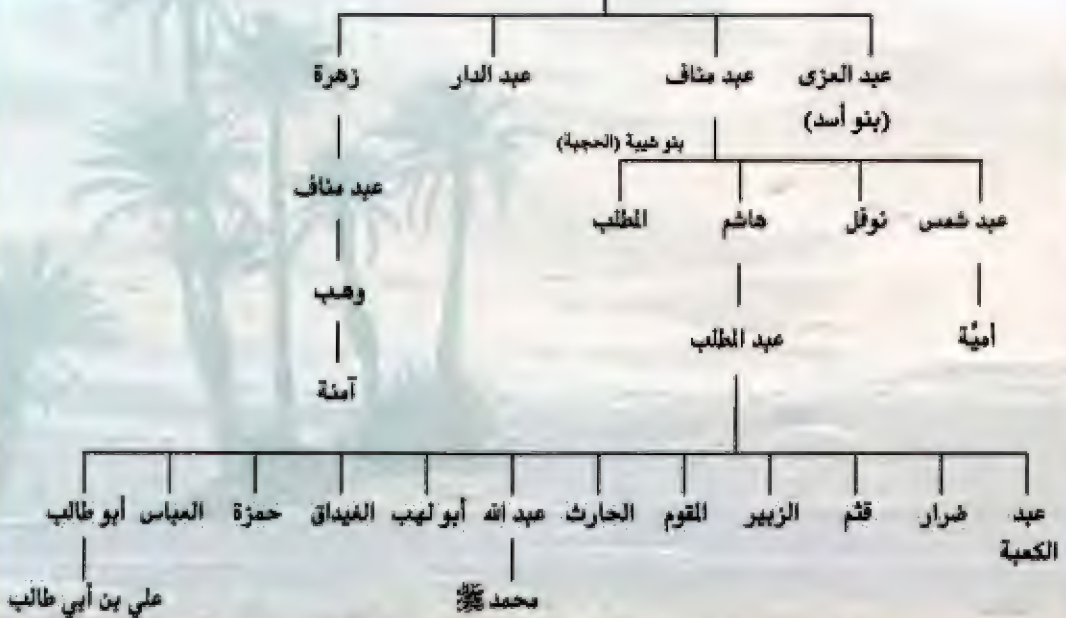 عبد العزى عبد مناف عبد الدار زهرة
(بنو أسد)
بنو شيبة (الحجبة)
عبد مناف
عبد شمس نوفل هاشم المطلب
وهب
أميَّة عبد المطلب
آمنة
عبد الكعبة ضرار قثم الزبير المقوم الحارث عبد الله أبو لهب الغيداق حمزة العباس أبو طالب
محمد ﷺ علي بن أبي طالب